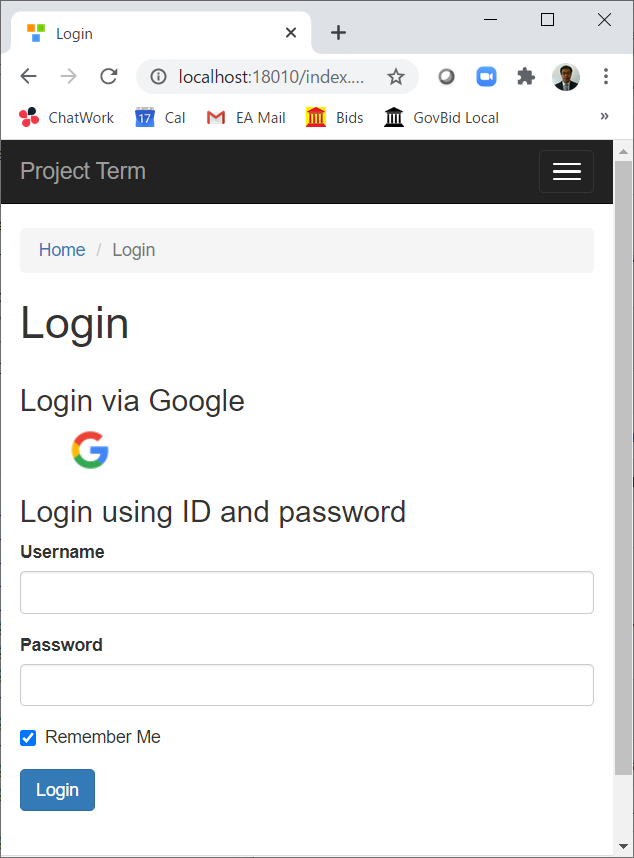 Login
localhost:18010/index....
ChatWork
17
Cal
EA Mail
Bids
GovBid Local
»
Project Term
Home / Login
Login
Login via Google
Login using ID and password
Username
Password
Remember Me
Login